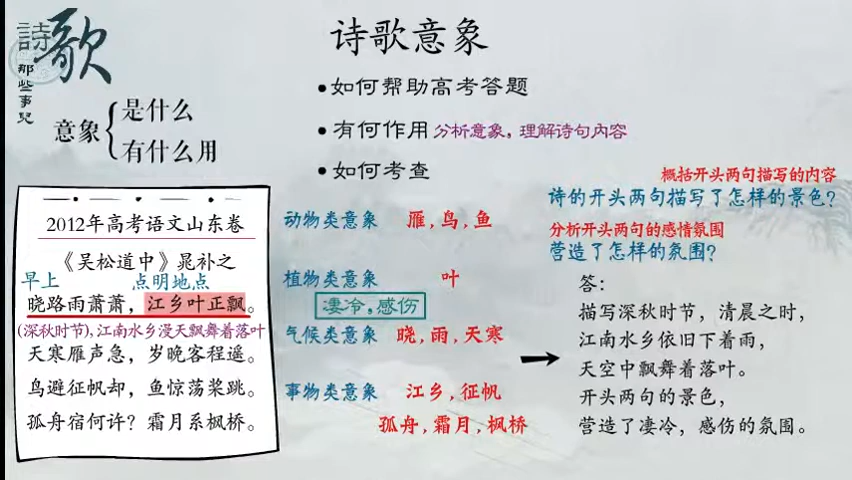 詩歌
那些事兒
诗歌意象
意象
是什么
有什么用
•如何帮助高考答题
•有何作用 分析意象，理解诗句内容
•如何考查
2012年高考语文山东卷
《吴松道中》晁补之
早上 点明地点
晓路雨萧萧，江乡叶正飘。
(深秋时节)，江南水乡漫天飘舞着落叶
天寒雁声急，岁晚客程遥。
鸟避征帆却，鱼惊荡桨跳。
孤舟宿何许？霜月系枫桥。
动物类意象 雁，鸟，鱼
植物类意象 叶
凄冷，感伤
气候类意象 晓，雨，天寒
事物类意象 江乡，征帆
孤舟，霜月，枫桥
概括开头两句描写的内容
诗的开头两句描写了怎样的景色？
分析开头两句的感情氛围
营造了怎样的氛围？
答：
描写深秋时节，清晨之时，
江南水乡依旧下着雨，
天空中飘舞着落叶。
开头两句的景色，
营造了凄冷，感伤的氛围。